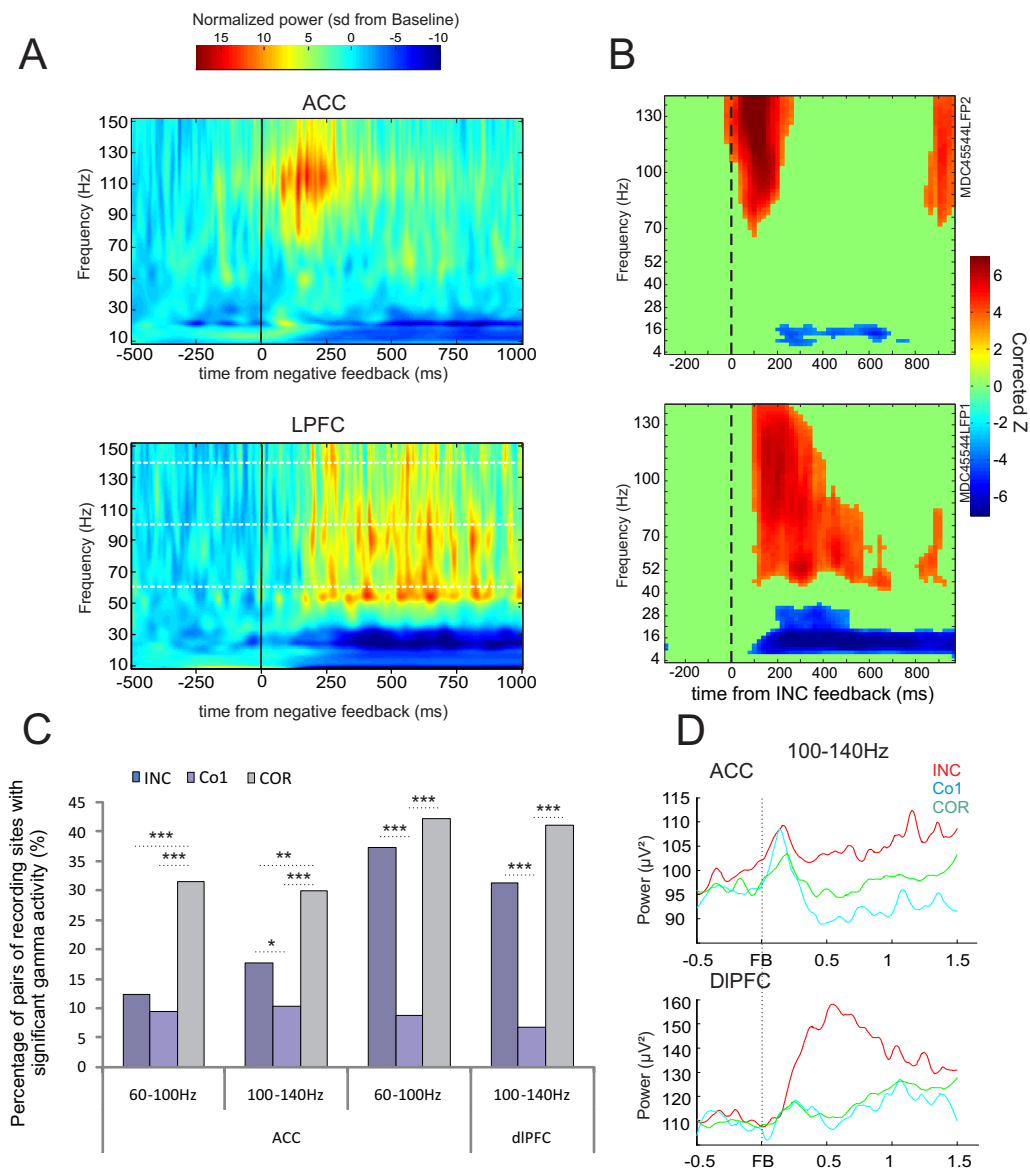 A
Normalized power (sd from Baseline)
15 10 5 0 -5 -10
ACC
Frequency (Hz)
150
130
110
90
70
50
30
10
-500 -250 0 250 500 750 1000
time from negative feedback (ms)
LPFC
Frequency (Hz)
150
130
110
90
70
50
30
10
-500 -250 0 250 500 750 1000
time from negative feedback (ms)
B
Frequency (Hz)
130
100
70
52
40
28
16
4
-200 0 200 400 600 800
MDC45544LFP2
Frequency (Hz)
130
100
70
52
40
28
16
4
-200 0 200 400 600 800
MDC45544LFP1
time from INC feedback (ms)
6
4
2
0
-2
-4
-6
Corrected Z
C
INC Co1 COR
Percentage of pairs of recording sites with
significant gamma activity (%)
45
40
35
30
25
20
15
10
5
0
***
***
**
***
*
***
***
***
***
60-100Hz 100-140Hz 60-100Hz 100-140Hz
ACC dlPFC
D
100-140Hz
INC
Co1
COR
ACC
Power (µV²)
115
110
105
100
95
90
-0.5 FB 0.5 1 1.5
DlPFC
Power (µV²)
160
150
140
130
120
110
-0.5 FB 0.5 1 1.5